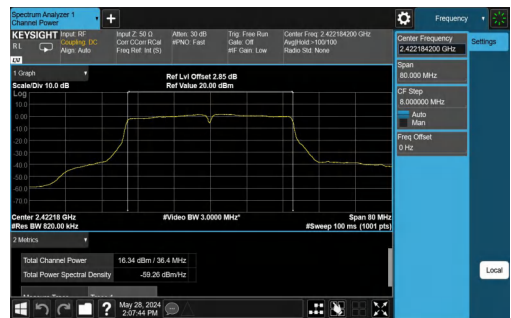 Spectrum Analyzer 1
Channel Power
+
Frequency
KEYSIGHT
Input: RF
Input Z: 50 Ω
Atten: 30 dB
Trig: Free Run
Center Freq: 2.422184200 GHz
RL
Coupling: DC
Corr CCorr RCal
#PNO: Fast
Gate: Off
Avg|Hold:>100/100
Align: Auto
Freq Ref: Int (S)
#IF Gain: Low
Radio Std: None
LXI
Center Frequency
2.422184200 GHz
Settings
Span
80.000 MHz
CF Step
8.000000 MHz
Auto
Man
Freq Offset
0 Hz
Local
1 Graph
Ref Lvl Offset 2.85 dB
Scale/Div 10.0 dB
Ref Value 20.00 dBm
Log
10.0
0.00
-10.0
-20.0
-30.0
-40.0
-50.0
-60.0
-70.0
Center 2.42218 GHz
#Video BW 3.0000 MHz*
Span 80 MHz
#Res BW 820.00 kHz
#Sweep 100 ms (1001 pts)
2 Metrics
Total Channel Power
16.34 dBm / 36.4 MHz
Total Power Spectral Density
-59.26 dBm/Hz
?
May 28, 2024
2:07:44 PM